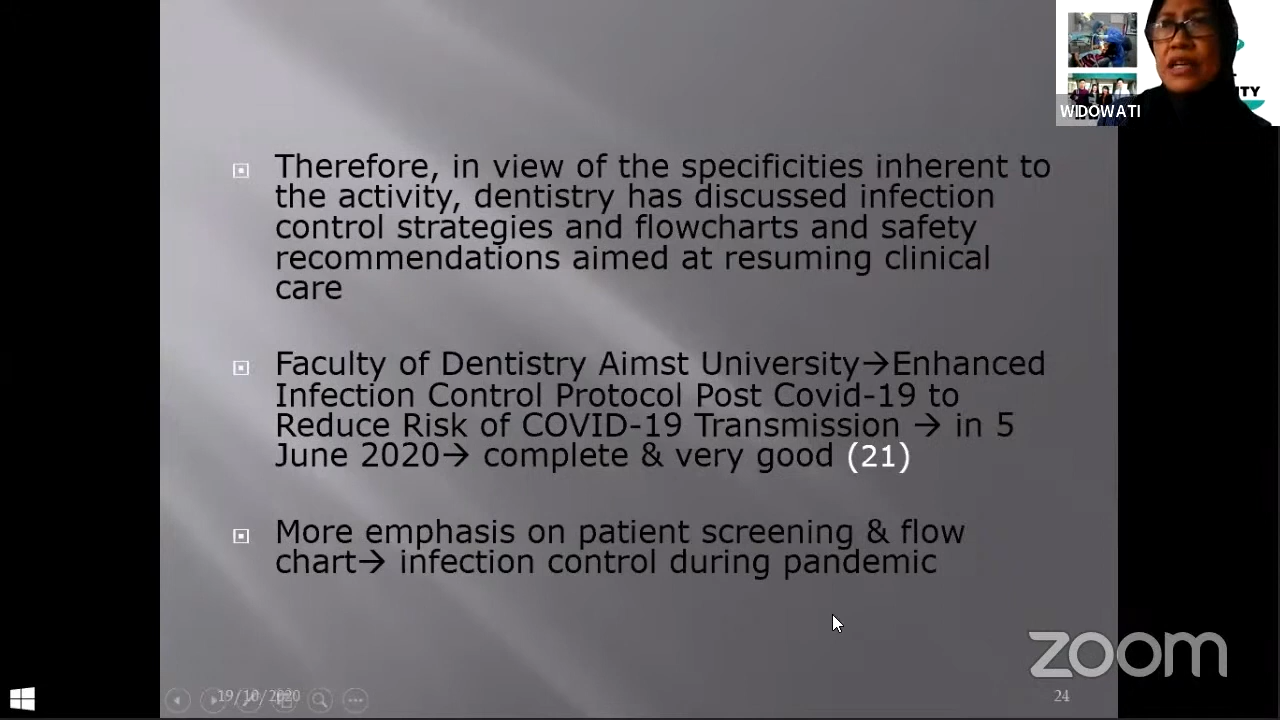 WIDOWATI
Therefore, in view of the specificities inherent to
the activity, dentistry has discussed infection
control strategies and flowcharts and safety
recommendations aimed at resuming clinical
care
Faculty of Dentistry Aimst University→Enhanced
Infection Control Protocol Post Covid-19 to
Reduce Risk of COVID-19 Transmission → in 5
June 2020→ complete & very good (21)
More emphasis on patient screening & flow
chart→ infection control during pandemic
zoom
19/10/2020
24